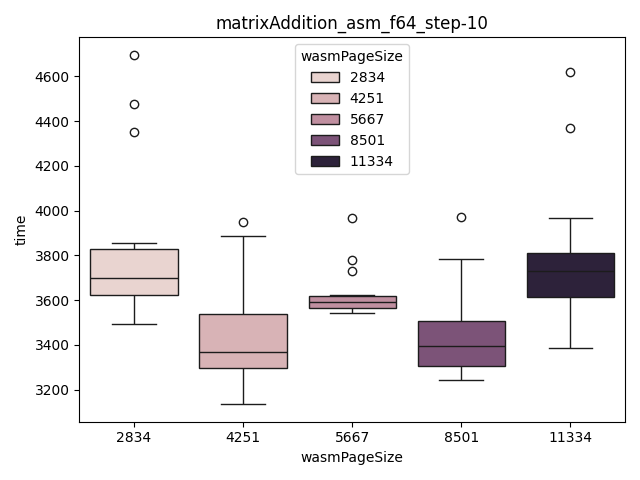 matrixAddition_asm_f64_step-10
wasmPageSize
2834
4251
5667
8501
11334
time
4600
4400
4200
4000
3800
3600
3400
3200
2834 4251 5667 8501 11334
wasmPageSize